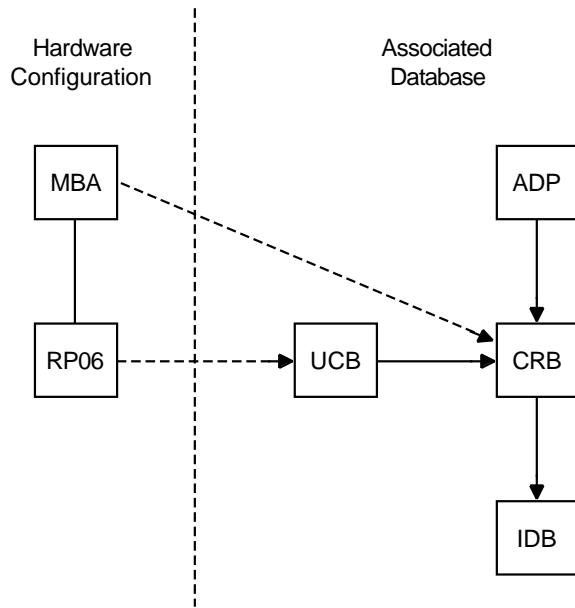 Hardware
Configuration
Associated
Database
MBA
ADP
RP06
UCB
CRB
IDB